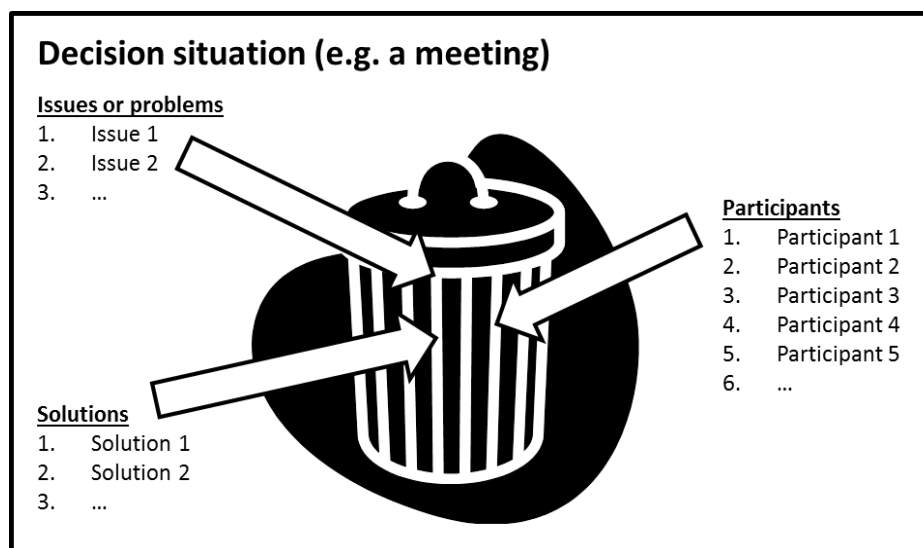 Decision situation (e.g. a meeting)
Issues or problems
1. Issue 1
2. Issue 2
3. ...
Participants
1. Participant 1
2. Participant 2
3. Participant 3
4. Participant 4
5. Participant 5
6. ...
Solutions
1. Solution 1
2. Solution 2
3. ...